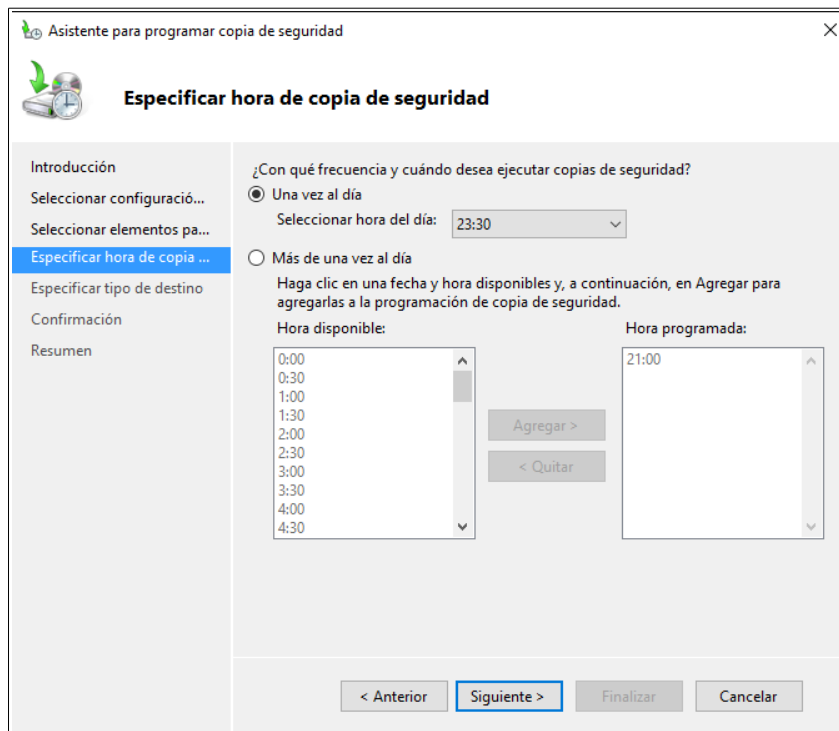 Asistente para programar copia de seguridad
Especificar hora de copia de seguridad
Introducción
Seleccionar configuració...
Seleccionar elementos pa...
Especificar hora de copia ...
Especificar tipo de destino
Confirmación
Resumen
¿Con qué frecuencia y cuándo desea ejecutar copias de seguridad?
Una vez al día
Seleccionar hora del día: 23:30
Más de una vez al día
Haga clic en una fecha y hora disponibles y, a continuación, en Agregar para
agregarlas a la programación de copia de seguridad.
Hora disponible:
0:00
0:30
1:00
1:30
2:00
2:30
3:00
3:30
4:00
4:30
Agregar >
< Quitar
Hora programada:
21:00
< Anterior Siguiente > Finalizar Cancelar